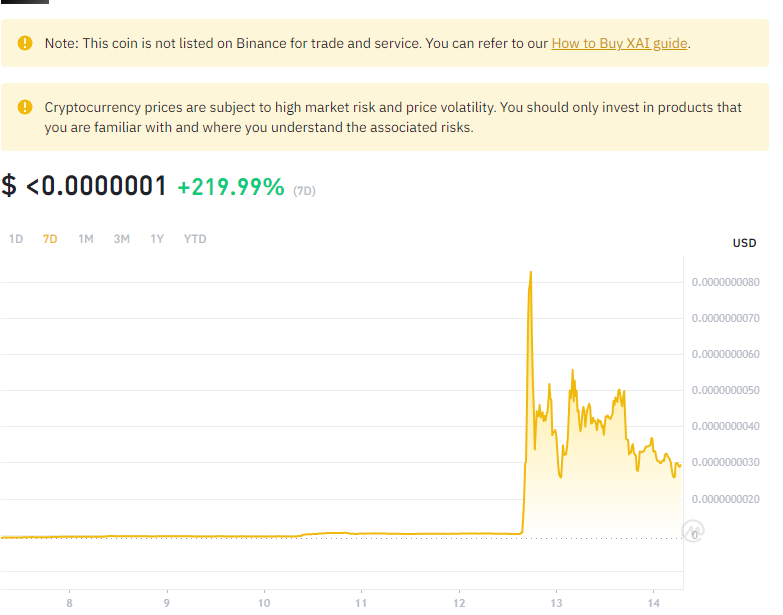 Note: This coin is not listed on Binance for trade and service. You can refer to our How to Buy XAI guide.
Cryptocurrency prices are subject to high market risk and price volatility. You should only invest in products that
you are familiar with and where you understand the associated risks.
$ <0.0000001 +219.99% (7D)
1D 7D 1M 3M 1Y YTD
USD
0.0000000080
0.0000000070
0.0000000060
0.0000000050
0.0000000040
0.0000000030
0.0000000020
0
8 9 10 11 12 13 14